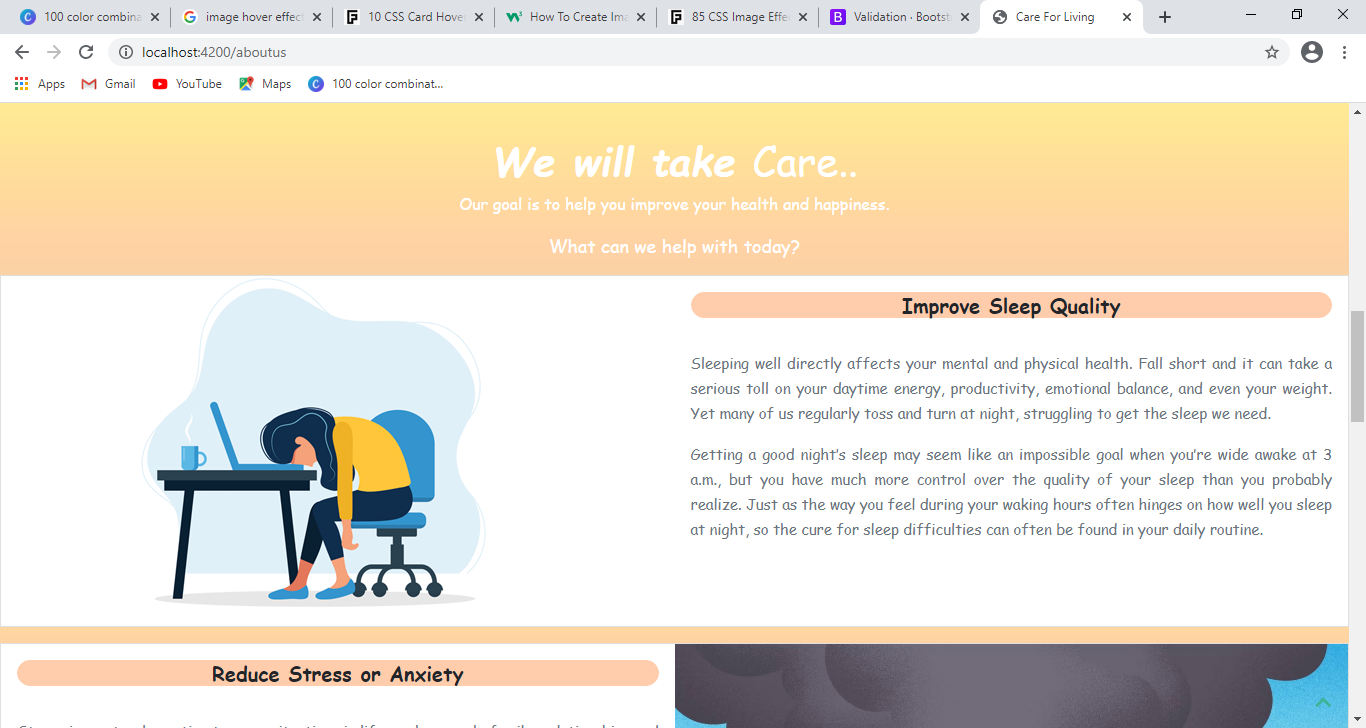 100 color combina
image hover effect
10 CSS Card Hover
How To Create Ima
85 CSS Image Effe
B
Validation · Bootst
Care For Living
localhost:4200/aboutus
Apps
Gmail
YouTube
Maps
100 color combinat...
We will take Care..
Our goal is to help you improve your health and happiness.
What can we help with today?
Improve Sleep Quality
Sleeping well directly affects your mental and physical health. Fall short and it can take a
serious toll on your daytime energy, productivity, emotional balance, and even your weight.
Yet many of us regularly toss and turn at night, struggling to get the sleep we need.
Getting a good night's sleep may seem like an impossible goal when you're wide awake at 3
a.m., but you have much more control over the quality of your sleep than you probably
realize. Just as the way you feel during your waking hours often hinges on how well you sleep
at night, so the cure for sleep difficulties can often be found in your daily routine.
Reduce Stress or Anxiety